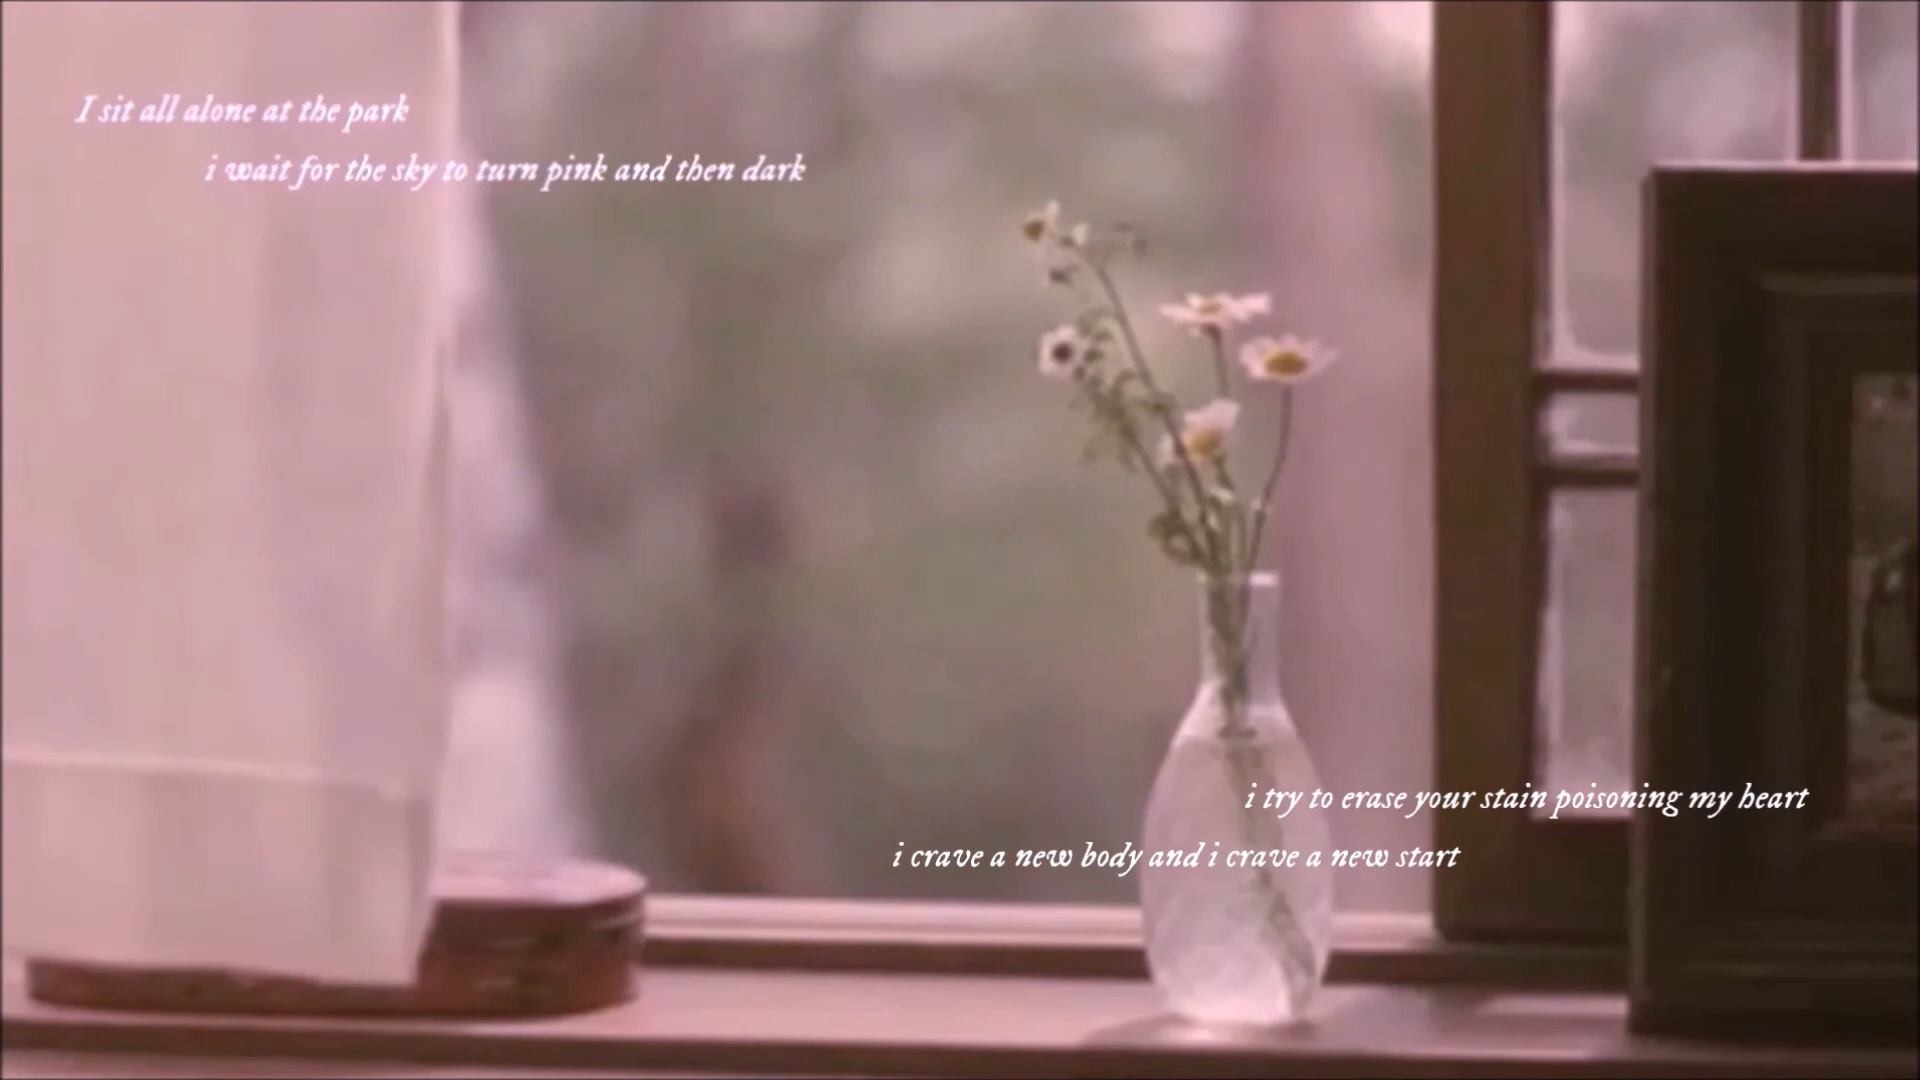 I sit all alone at the park
i wait for the sky to turn pink and then dark
i try to erase your stain poisoning my heart
i crave a new body and i crave a new start